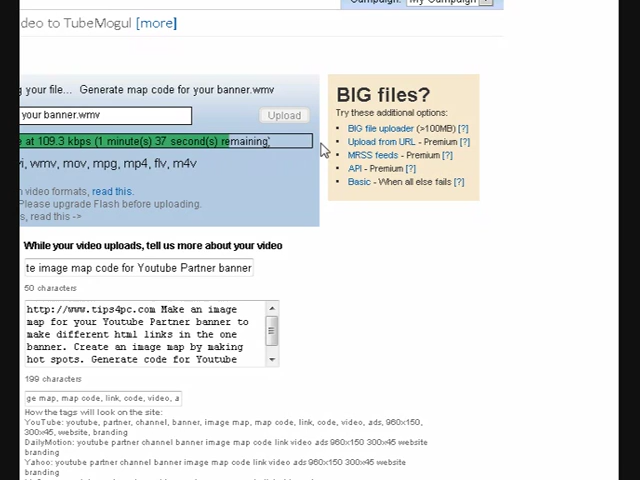 Campaign: My Campaign
deo to TubeMogul [more]
g your file... Generate map code for your banner.wmv
your banner.wmv
Upload
e at 109.3 kbps (1 minute(s) 37 second(s) remaining)
i, wmv, mov, mpg, mp4, flv, m4v
n video formats, read this.
Please upgrade Flash before uploading.
s, read this ->
BIG files?
Try these additional options:
BIG file uploader (>100MB) [?]
Upload from URL - Premium [?]
MRSS feeds - Premium [?]
API - Premium [?]
Basic - When all else fails [?]
While your video uploads, tell us more about your video
te image map code for Youtube Partner banner
50 characters
http://www.tips4pc.com Make an image
map for your Youtube Partner banner to
make different html links in the one
banner. Create an image map by making
hot spots. Generate code for Youtube
199 characters
ge map, map code, link, code, video, a
How the tags will look on the site:
YouTube: youtube, partner, channel, banner, image map, map code, link, code, video, ads, 960x150,
300x45, website, branding
DailyMotion: youtube partner channel banner image map code link video ads 960x150 300x45 website
branding
Yahoo: youtube partner channel banner image map code link video ads 960x150 300x45 website
branding